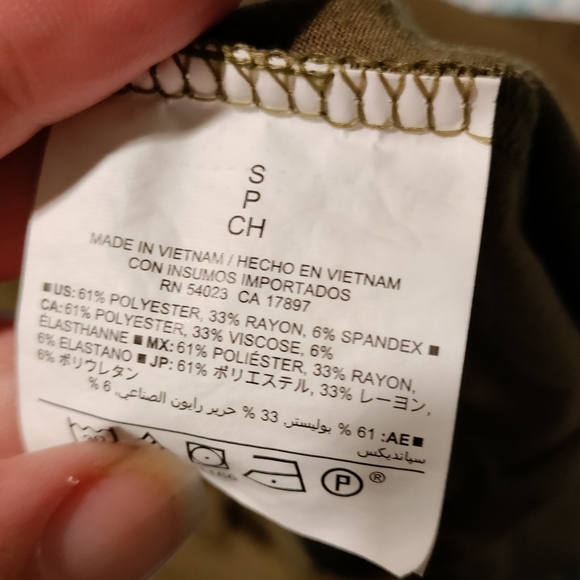 S
P
CH
MADE IN VIETNAM / HECHO EN VIETNAM
CON INSUMOS IMPORTADOS
RN 54023 CA 17897
■US: 61% POLYESTER, 33% RAYON, 6% SPANDEX ■
CA: 61% POLYESTER, 33% VISCOSE, 6%
ÉLASTHANNE ■ MX: 61% POLIÉSTER, 33% RAYON,
6% ELASTANO ■ JP: 61% ポリエステル, 33% レーヨン,
6% ポリウレタン
■AE: 61 % بوليستر, 33 % حرير رايون الصناعي, 6 %
سباندیکس
P ®